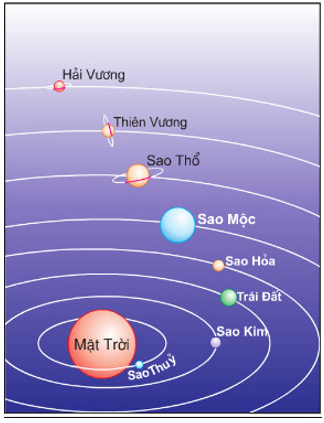 Hải Vương
Thiên Vương
Sao Thổ
Sao Mộc
Sao Hỏa
Trái Đất
Sao Kim
Mặt Trời
SaoThuỷ